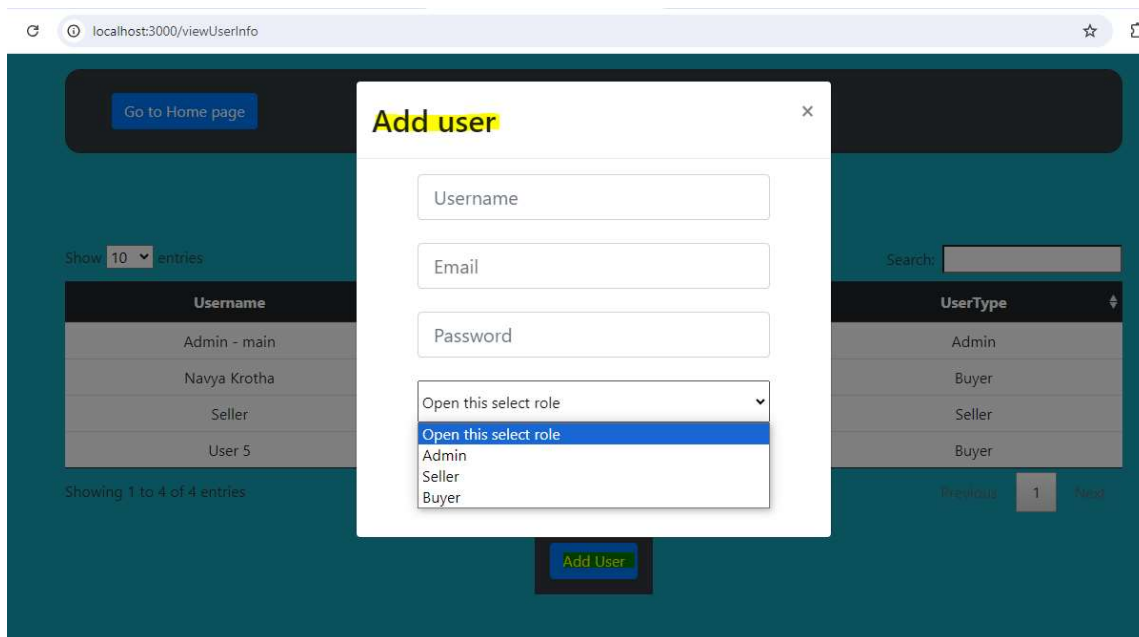 localhost:3000/viewUserInfo
Go to Home page
Add user
×
Username
Email
Password
Open this select role
Open this select role
Admin
Seller
Buyer
Show 10 entries
Search:
Username UserType
Admin - main Admin
Navya Krotha Buyer
Seller Seller
User 5 Buyer
Showing 1 to 4 of 4 entries
Previous 1 Next
Add User